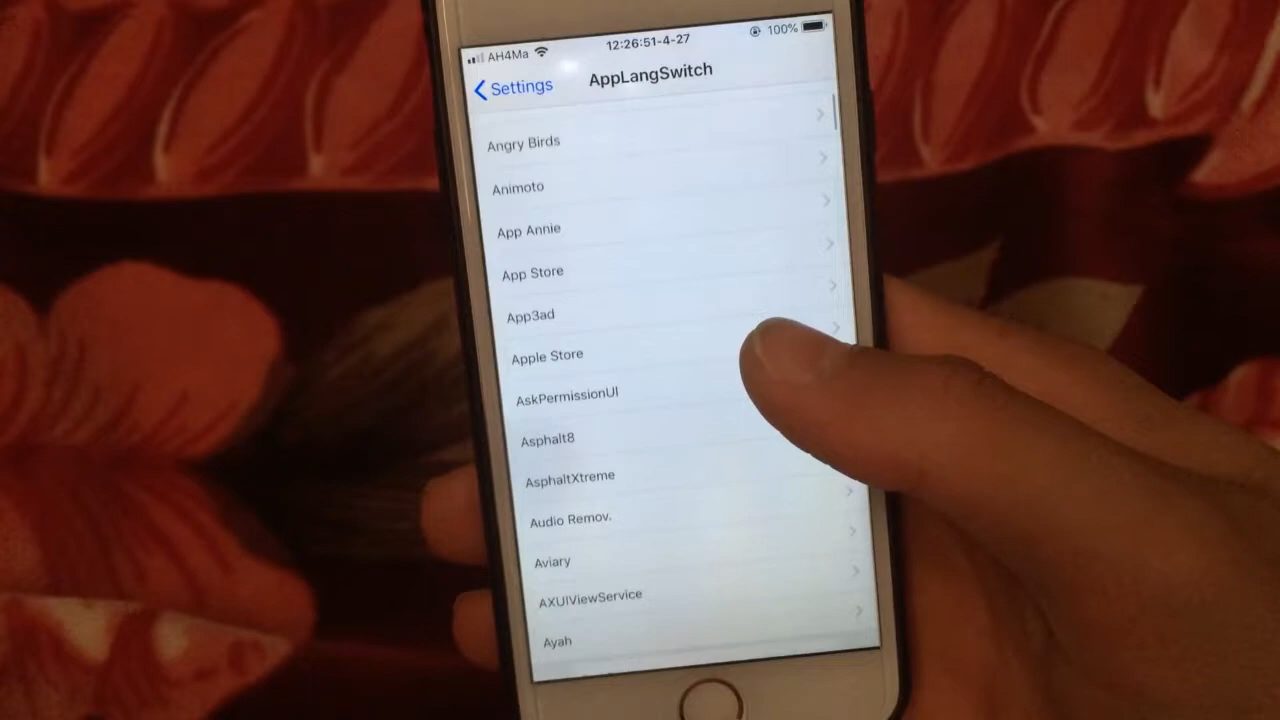 AH4Ma 12:26:51-4-27 100%
Settings AppLangSwitch
Angry Birds
Animoto
App Annie
App Store
App3ad
Apple Store
AskPermissionUI
Asphalt8
AsphaltXtreme
Audio Remov.
Aviary
AXUIViewService
Ayah